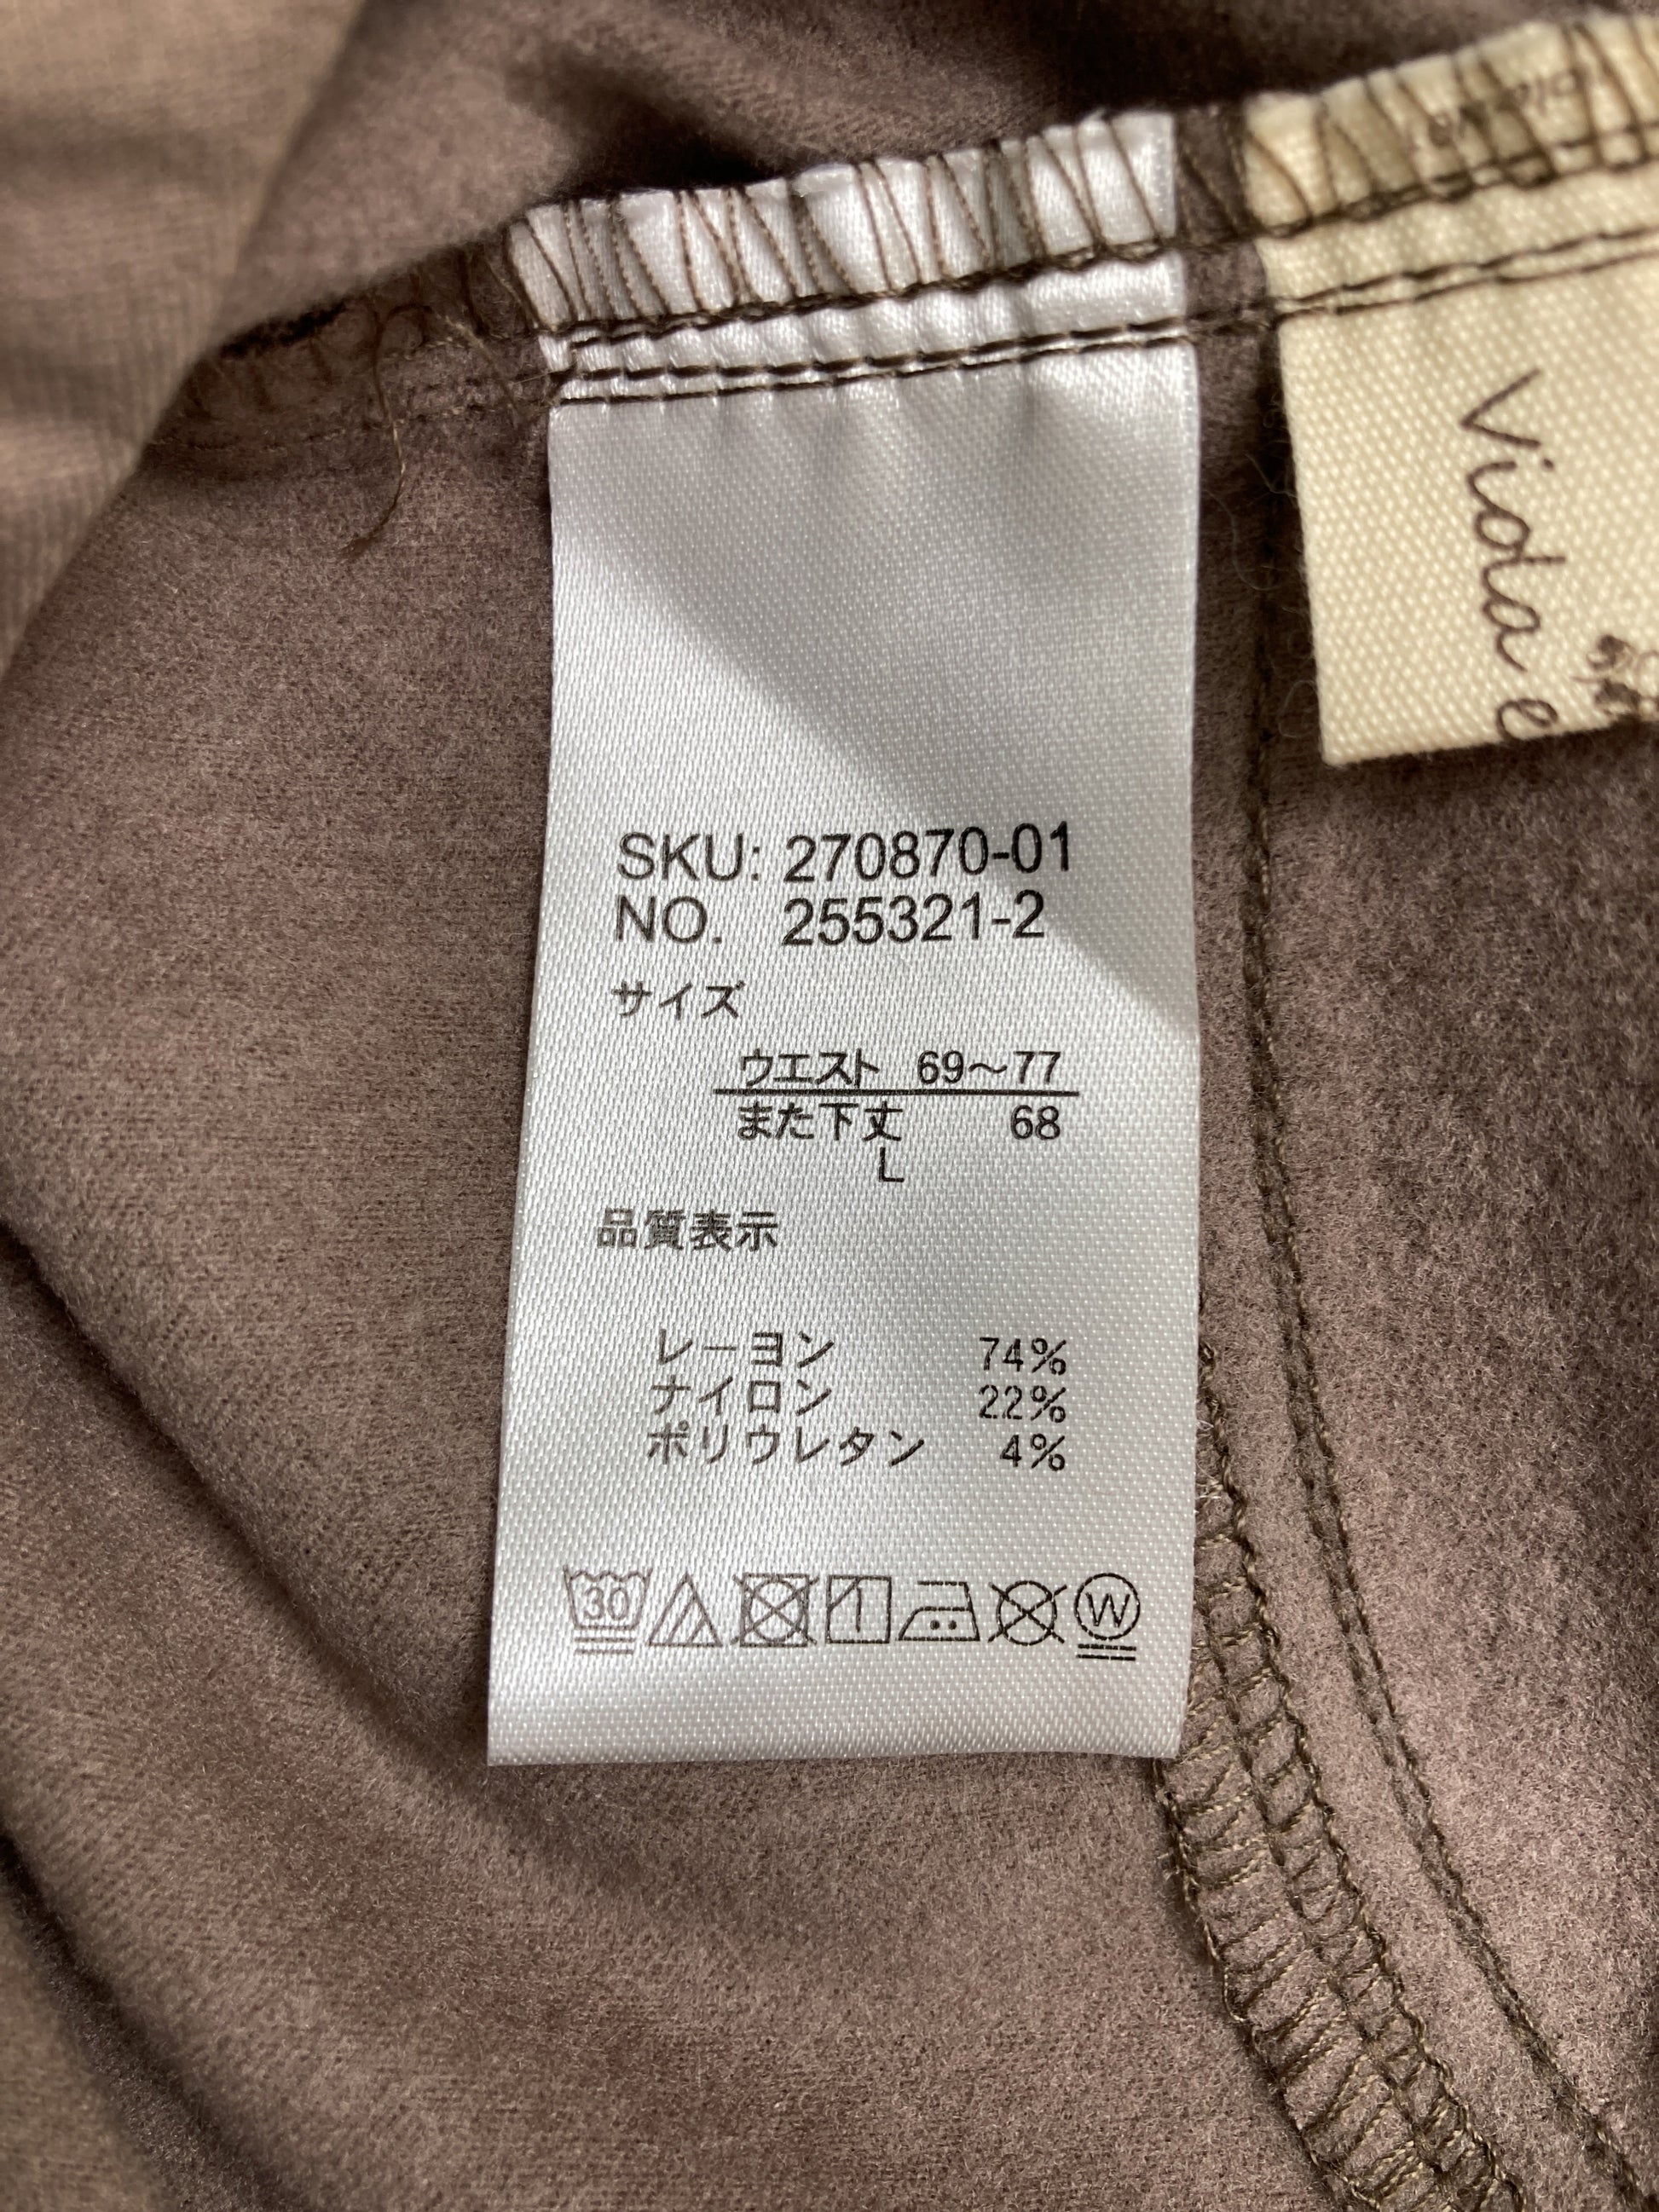 SKU: 270870-01
NO. 255321-2
サイズ
ウエスト 69～77
また下丈 68
L
品質表示
レーヨン 74%
ナイロン 22%
ポリウレタン 4%
30
W
Viola e